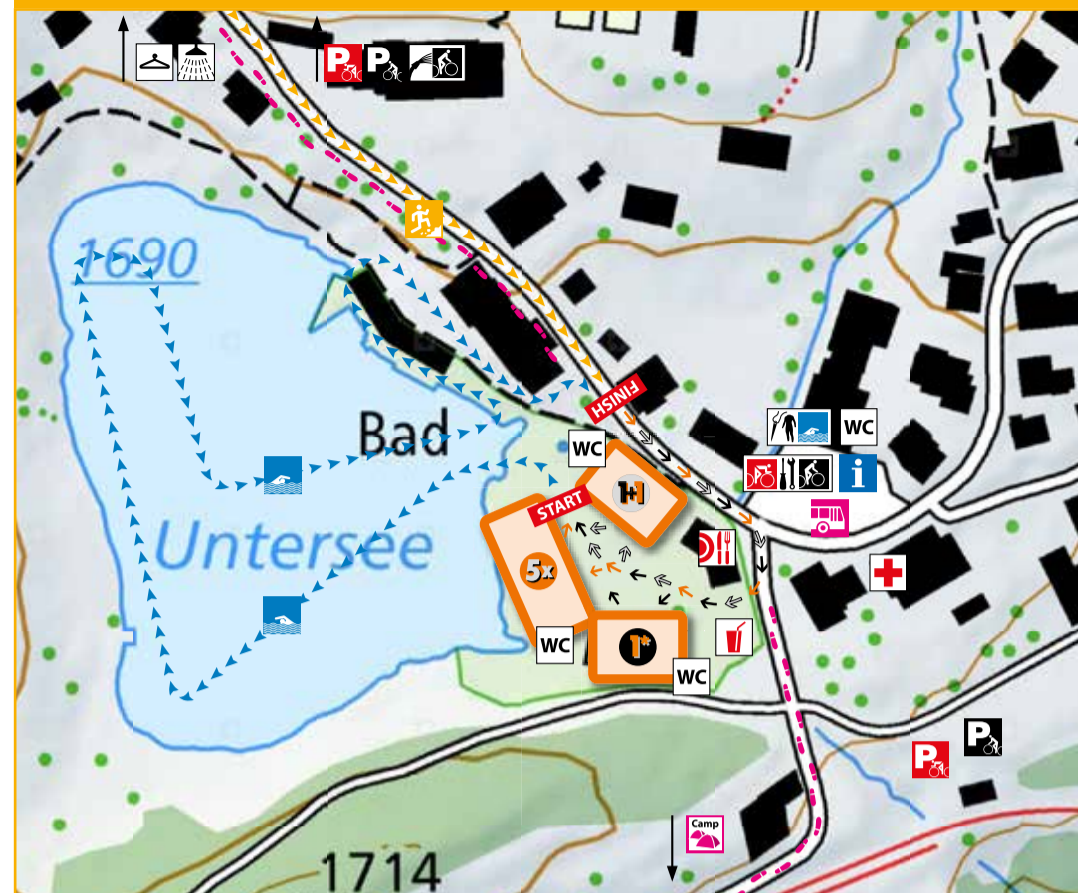 P P
1690
FINISH
Bad
WC
WC
1+1
i
START
Untersee
5x
1*
WC
WC
P
P
Camp
1714